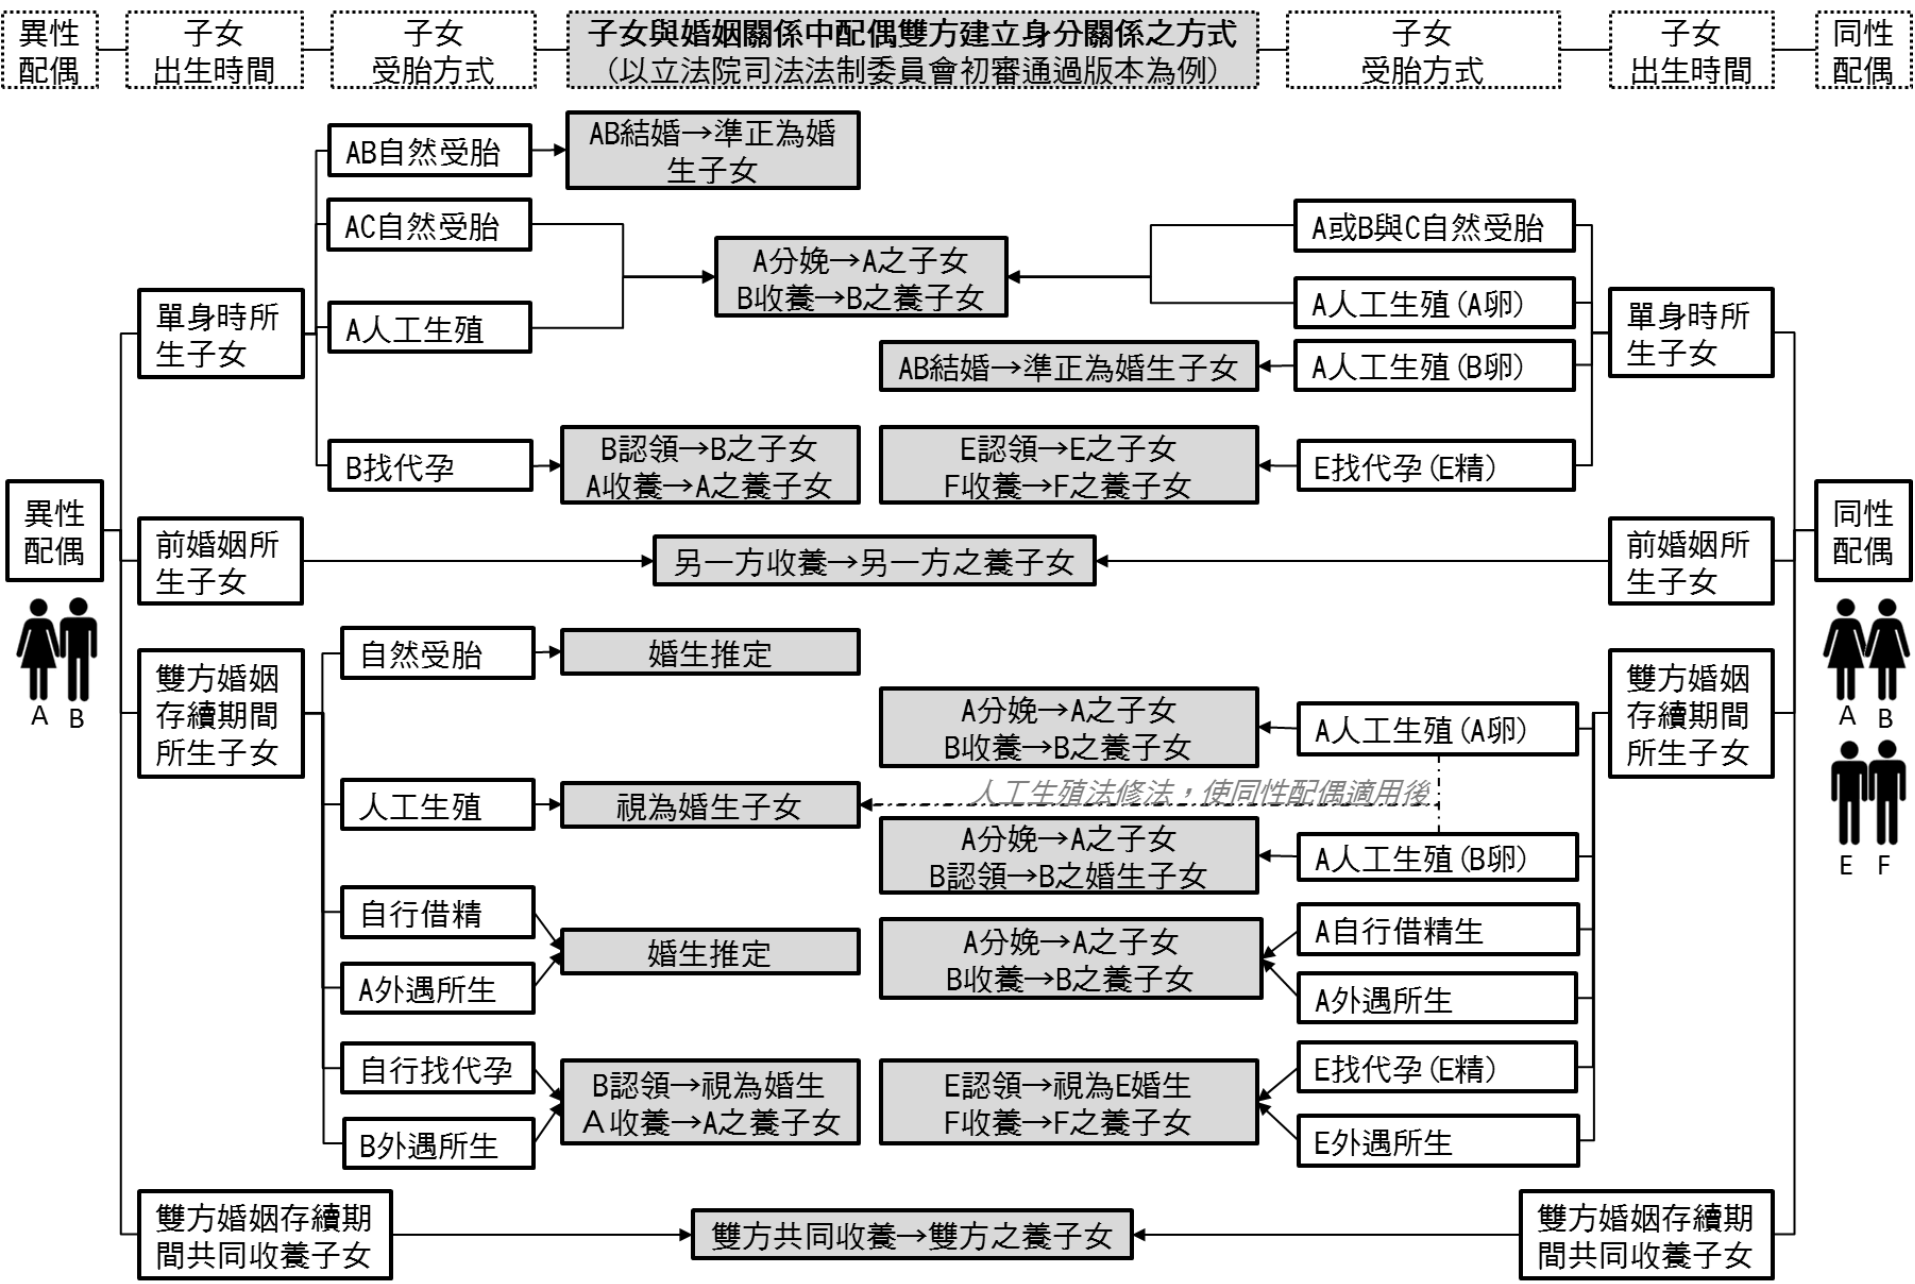 異性
配偶
子女
出生時間
子女
受胎方式
子女與婚姻關係中配偶雙方建立身分關係之方式
（以立法院司法法制委員會初審通過版本為例）
子女
受胎方式
子女
出生時間
同性
配偶
AB自然受胎
AB結婚→準正為婚
生子女
AC自然受胎
A或B與C自然受胎
A分娩→A之子女
B收養→B之養子女
單身時所
生子女
A人工生殖
A人工生殖(A卵)
單身時所
生子女
AB結婚→準正為婚生子女
A人工生殖(B卵)
B找代孕
B認領→B之子女
A收養→A之養子女
E認領→E之子女
F收養→F之養子女
E找代孕(E精)
異性
配偶
A B
前婚姻所
生子女
另一方收養→另一方之養子女
前婚姻所
生子女
同性
配偶
A B
E F
雙方婚姻
存續期間
所生子女
自然受胎
婚生推定
A分娩→A之子女
B收養→B之養子女
A人工生殖(A卵)
雙方婚姻
存續期間
所生子女
人工生殖
視為婚生子女
人工生殖法修法，使同性配偶適用後
A分娩→A之子女
B認領→B之婚生子女
A人工生殖(B卵)
自行借精
A外遇所生
婚生推定
A分娩→A之子女
B收養→B之養子女
A自行借精生
A外遇所生
自行找代孕
B外遇所生
B認領→視為婚生
A收養→A之養子女
E認領→視為E婚生
F收養→F之養子女
E找代孕(E精)
E外遇所生
雙方婚姻存續期
間共同收養子女
雙方共同收養→雙方之養子女
雙方婚姻存續期
間共同收養子女